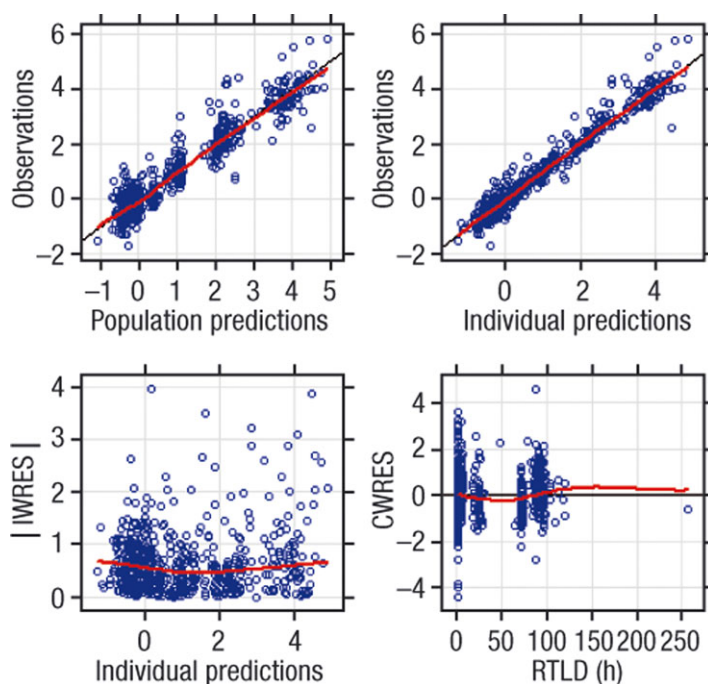 6
4
2
0
−2
Observations
−1 0 1 2 3 4 5
Population predictions
6
4
2
0
−2
Observations
0 2 4
Individual predictions
4
3
2
1
0
| IWRES |
0 2 4
Individual predictions
4
2
0
−2
−4
CWRES
0 50 100 150 200 250
RTLD (h)